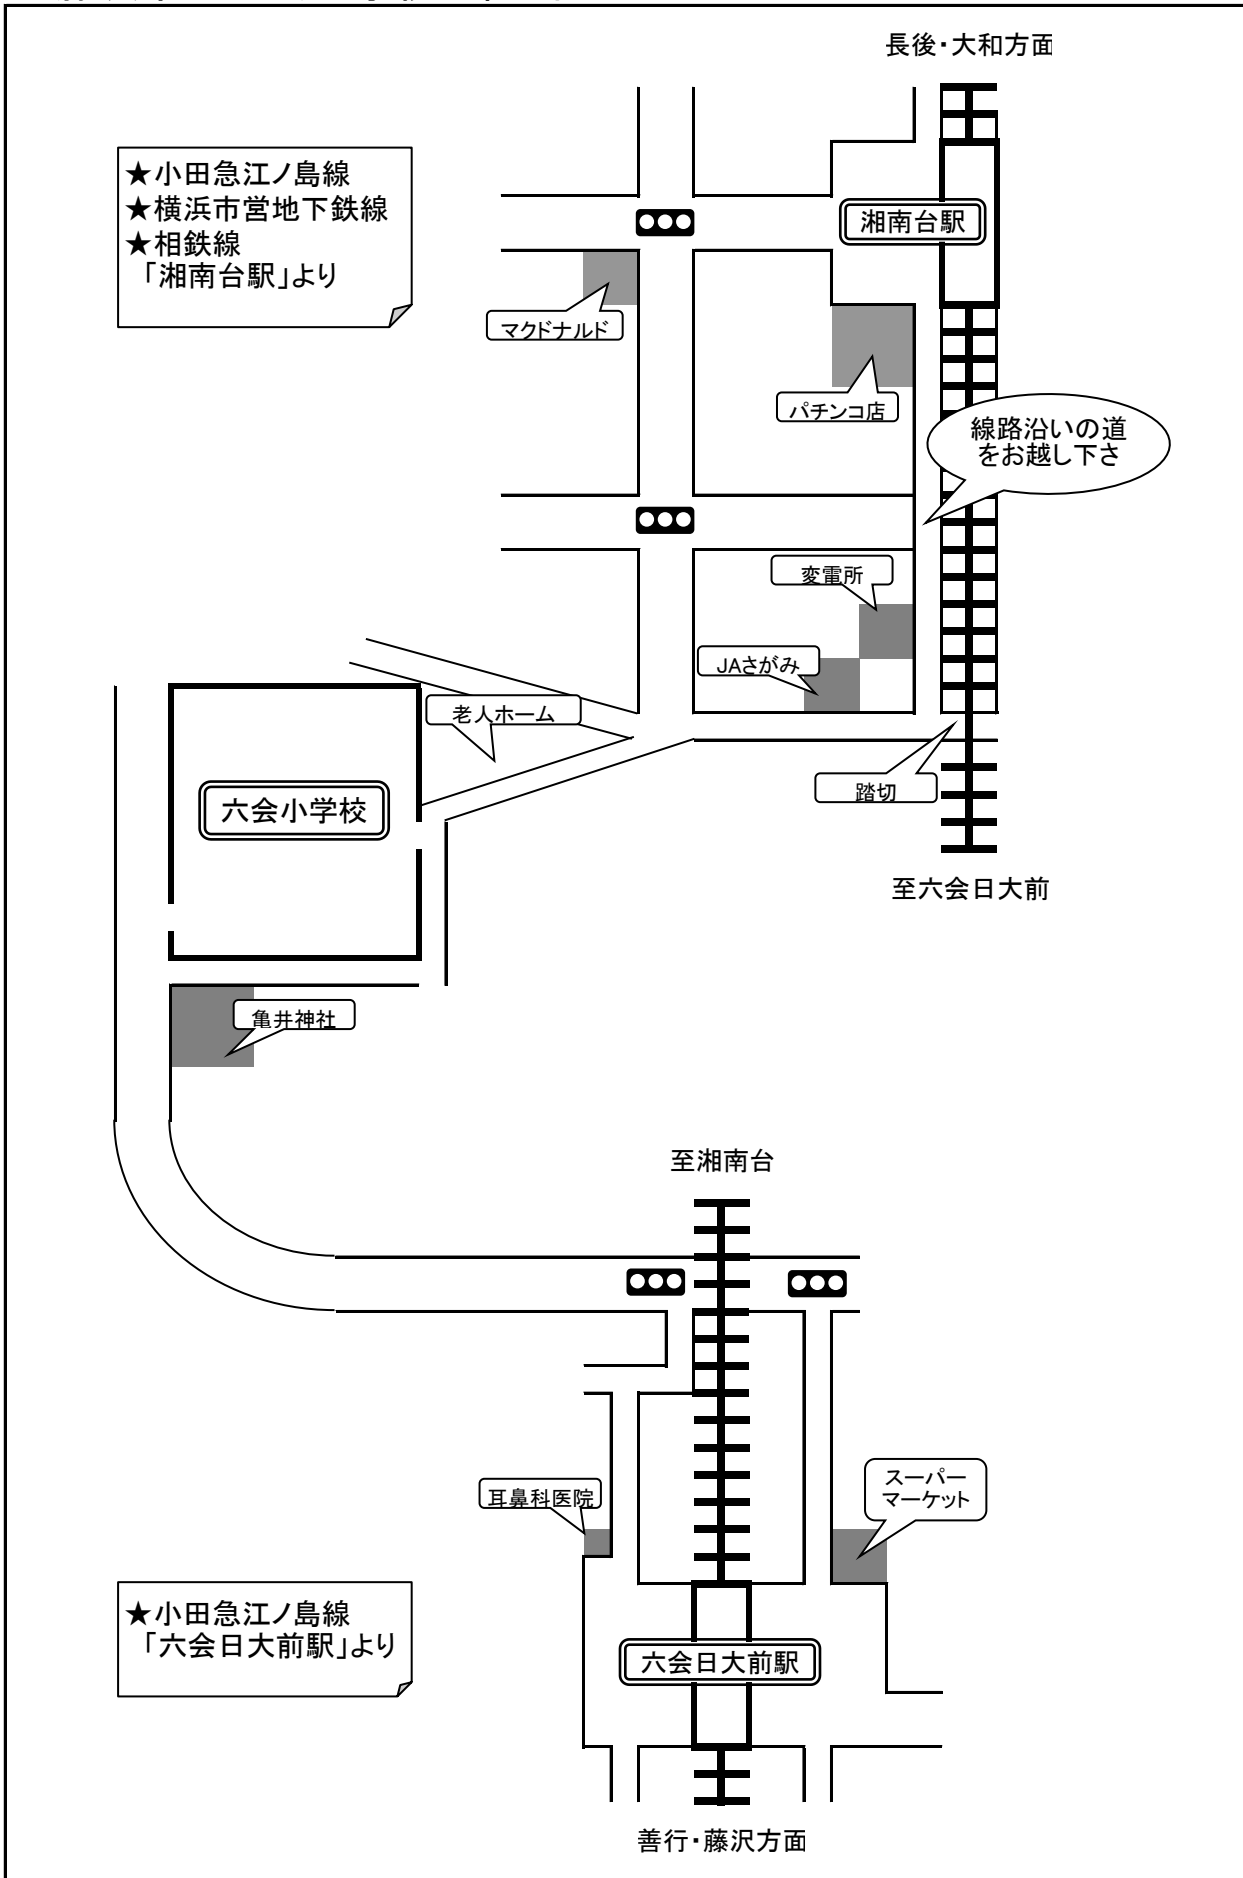 長後・大和方面
★小田急江ノ島線
★横浜市営地下鉄線
★相鉄線
「湘南台駅」より
湘南台駅
マクドナルド
パチンコ店
線路沿いの道
をお越し下さ
変電所
JAさがみ
老人ホーム
踏切
六会小学校
至六会日大前
亀井神社
至湘南台
耳鼻科医院
スーパー
マーケット
★小田急江ノ島線
「六会日大前駅」より
六会日大前駅
善行・藤沢方面